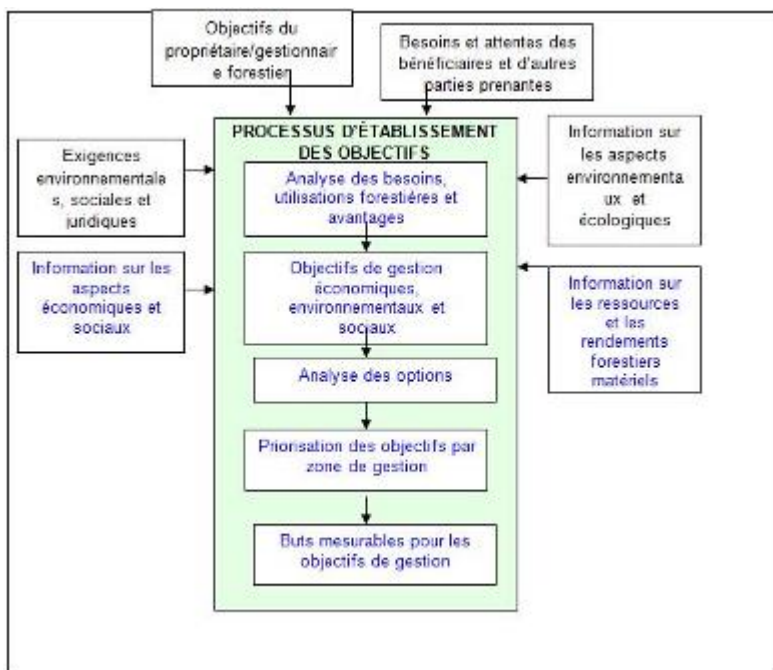 Objectifs du
propriétaire/gestionnair
e forestier
Besoins et attentes des
bénéficiaires et d'autres
parties prenantes
PROCESSUS D'ÉTABLISSEMENT
DES OBJECTIFS
Exigences
environnementale
s, sociales et
juridiques
Analyse des besoins,
utilisations forestières et
avantages
Information sur
les aspects
environnementa
ux et
écologiques
Information sur les
aspects
économiques et
sociaux
Objectifs de gestion
économiques,
environnementaux et
sociaux
Information sur
les ressources
et les
rendements
forestiers
matériels
Analyse des options
Priorisation des objectifs par
zone de gestion
Buts mesurables pour les
objectifs de gestion